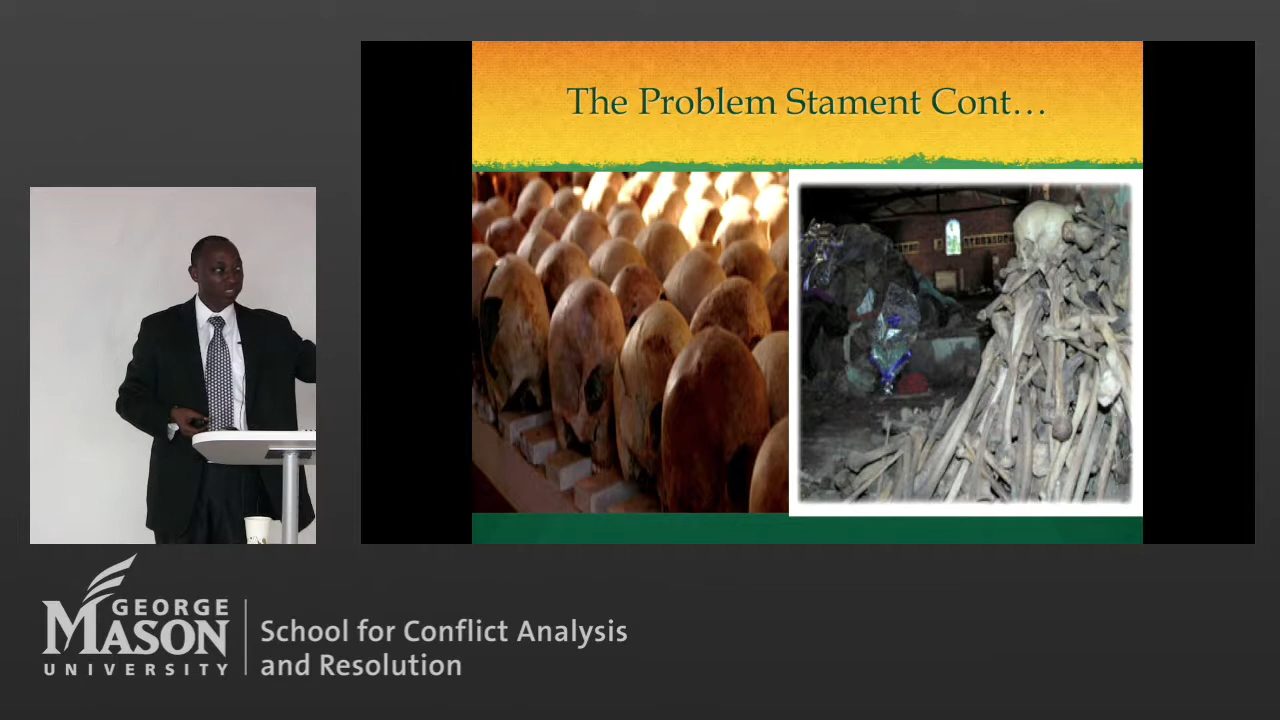 The Problem Stament Cont…
GEORGE
MASON
UNIVERSITY
School for Conflict Analysis
and Resolution